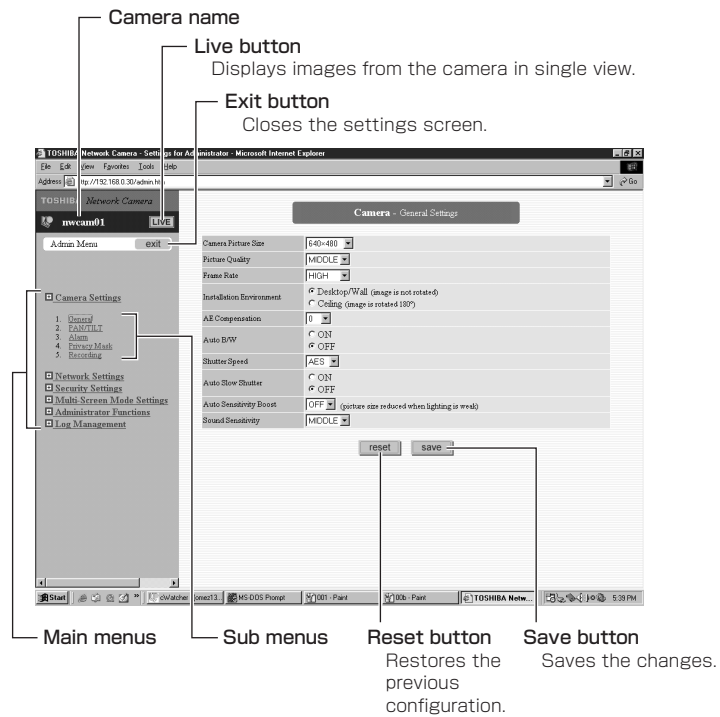 Camera name
Live button
Displays images from the camera in single view.
Exit button
Closes the settings screen.
TOSHIBA Network Camera - Settings for Administrator - Microsoft Internet Explorer
File Edit View Favorites Tools Help
Address http://192.168.0.30/admin.htm Go
TOSHIBA Network Camera
nwcam01 LIVE
Camera - General Settings
Admin Menu exit
Camera Picture Size 640×480
Picture Quality MIDDLE
Frame Rate HIGH
Installation Environment
Desktop/Wall (image is not rotated)
Ceiling (image is rotated 180°)
AE Compensation 0
Auto B/W
ON
OFF
Shutter Speed AES
Auto Slow Shutter
ON
OFF
Auto Sensitivity Boost OFF (picture size reduced when lighting is weak)
Sound Sensitivity MIDDLE
reset save
Camera Settings
1. General
2. PAN/TILT
3. Alarm
4. Privacy Mask
5. Recording
Network Settings
Security Settings
Multi-Screen Mode Settings
Administrator Functions
Log Management
Start MS-DOS Prompt 001 - Paint 00b - Paint TOSHIBA Netw... 5:39 PM
Main menus
Sub menus
Reset button
Restores the
previous
configuration.
Save button
Saves the changes.